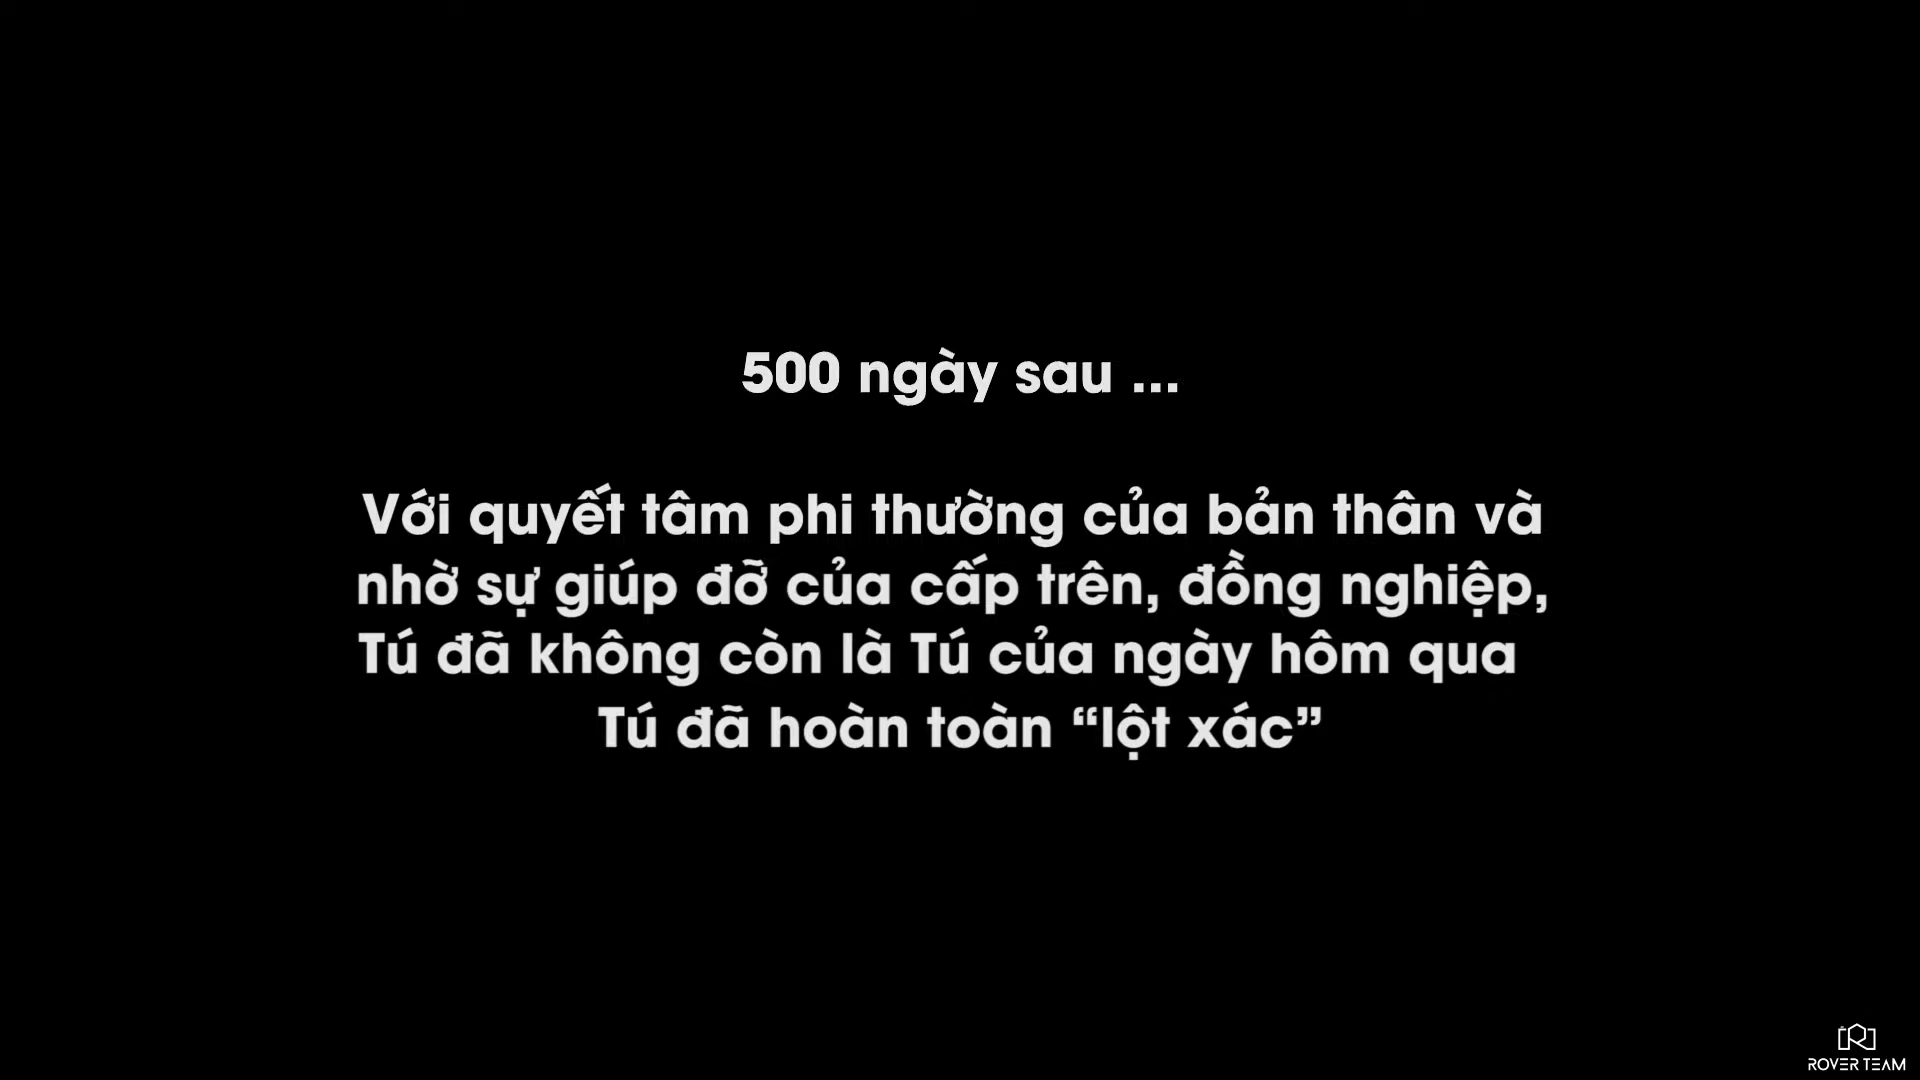 500 ngày sau ...
Với quyết tâm phi thường của bản thân và
nhờ sự giúp đỡ của cấp trên, đồng nghiệp,
Tú đã không còn là Tú của ngày hôm qua
Tú đã hoàn toàn “lột xác”
ROVER TEAM